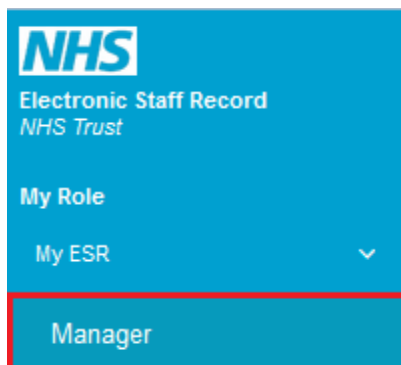 NHS
Electronic Staff Record
NHS Trust
My Role
My ESR
Manager